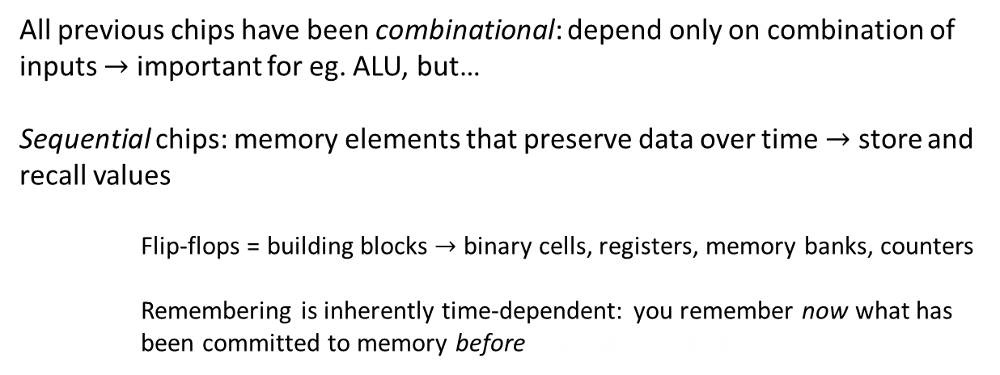 All previous chips have been combinational: depend only on combination of
inputs → important for eg. ALU, but...
Sequential chips: memory elements that preserve data over time → store and
recall values
Flip-flops = building blocks → binary cells, registers, memory banks, counters
Remembering is inherently time-dependent: you remember now what has
been committed to memory before